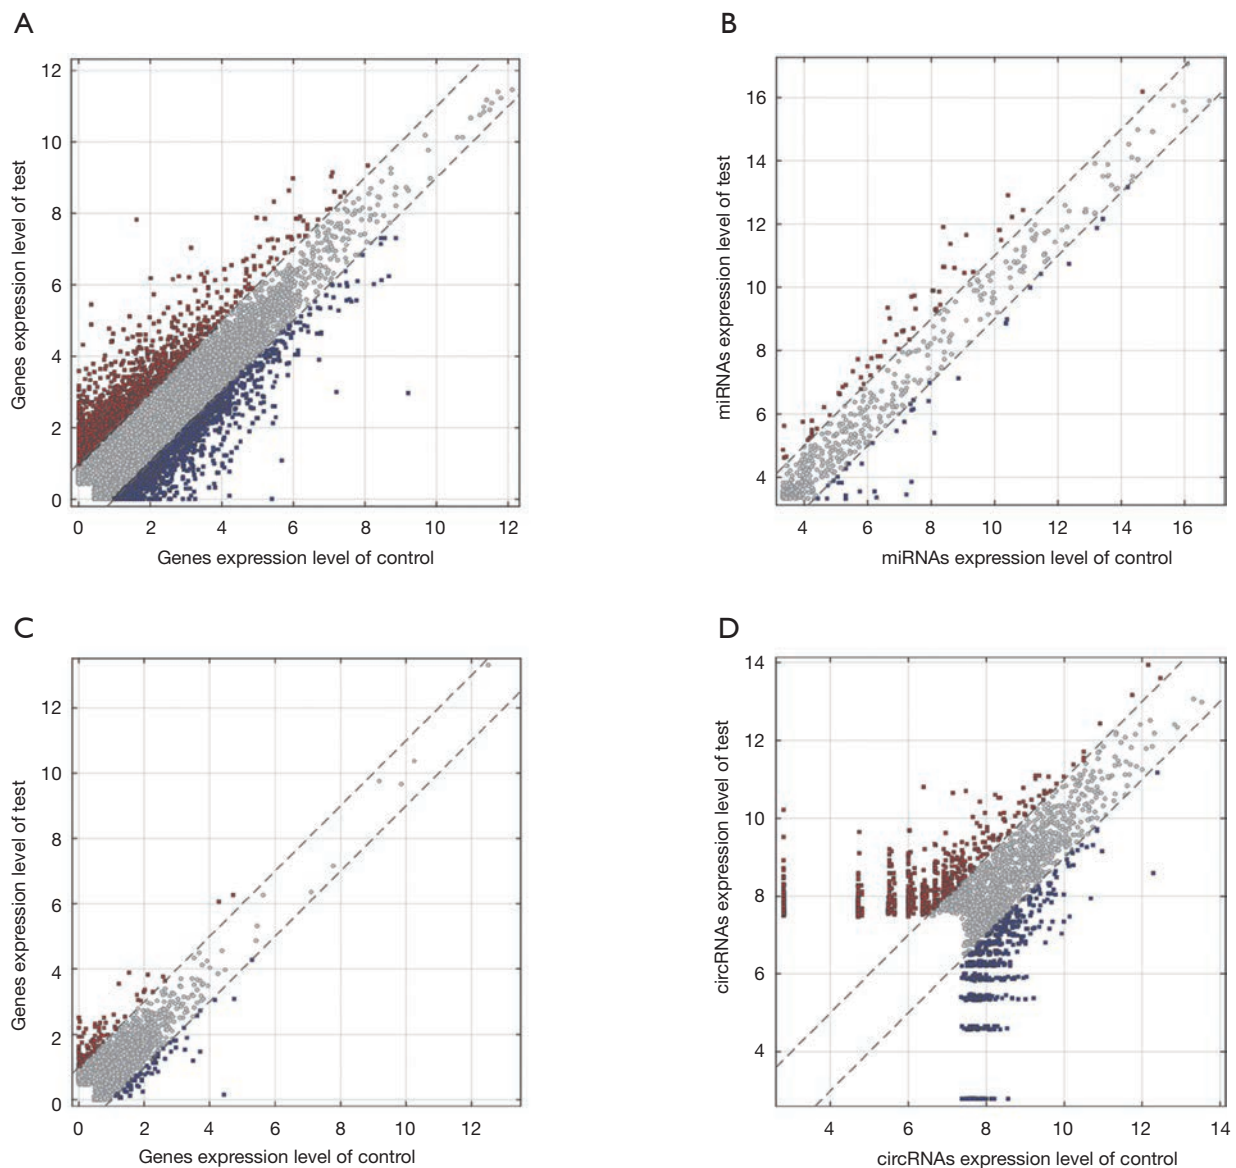 A
B
12
10
8
6
4
2
0
Genes expression level of test
0 2 4 6 8 10 12
Genes expression level of control
16
14
12
10
8
6
4
miRNAs expression level of test
4 6 8 10 12 14 16
miRNAs expression level of control
C
D
12
10
8
6
4
2
0
Genes expression level of test
0 2 4 6 8 10 12
Genes expression level of control
14
12
10
8
6
4
circRNAs expression level of test
4 6 8 10 12 14
circRNAs expression level of control